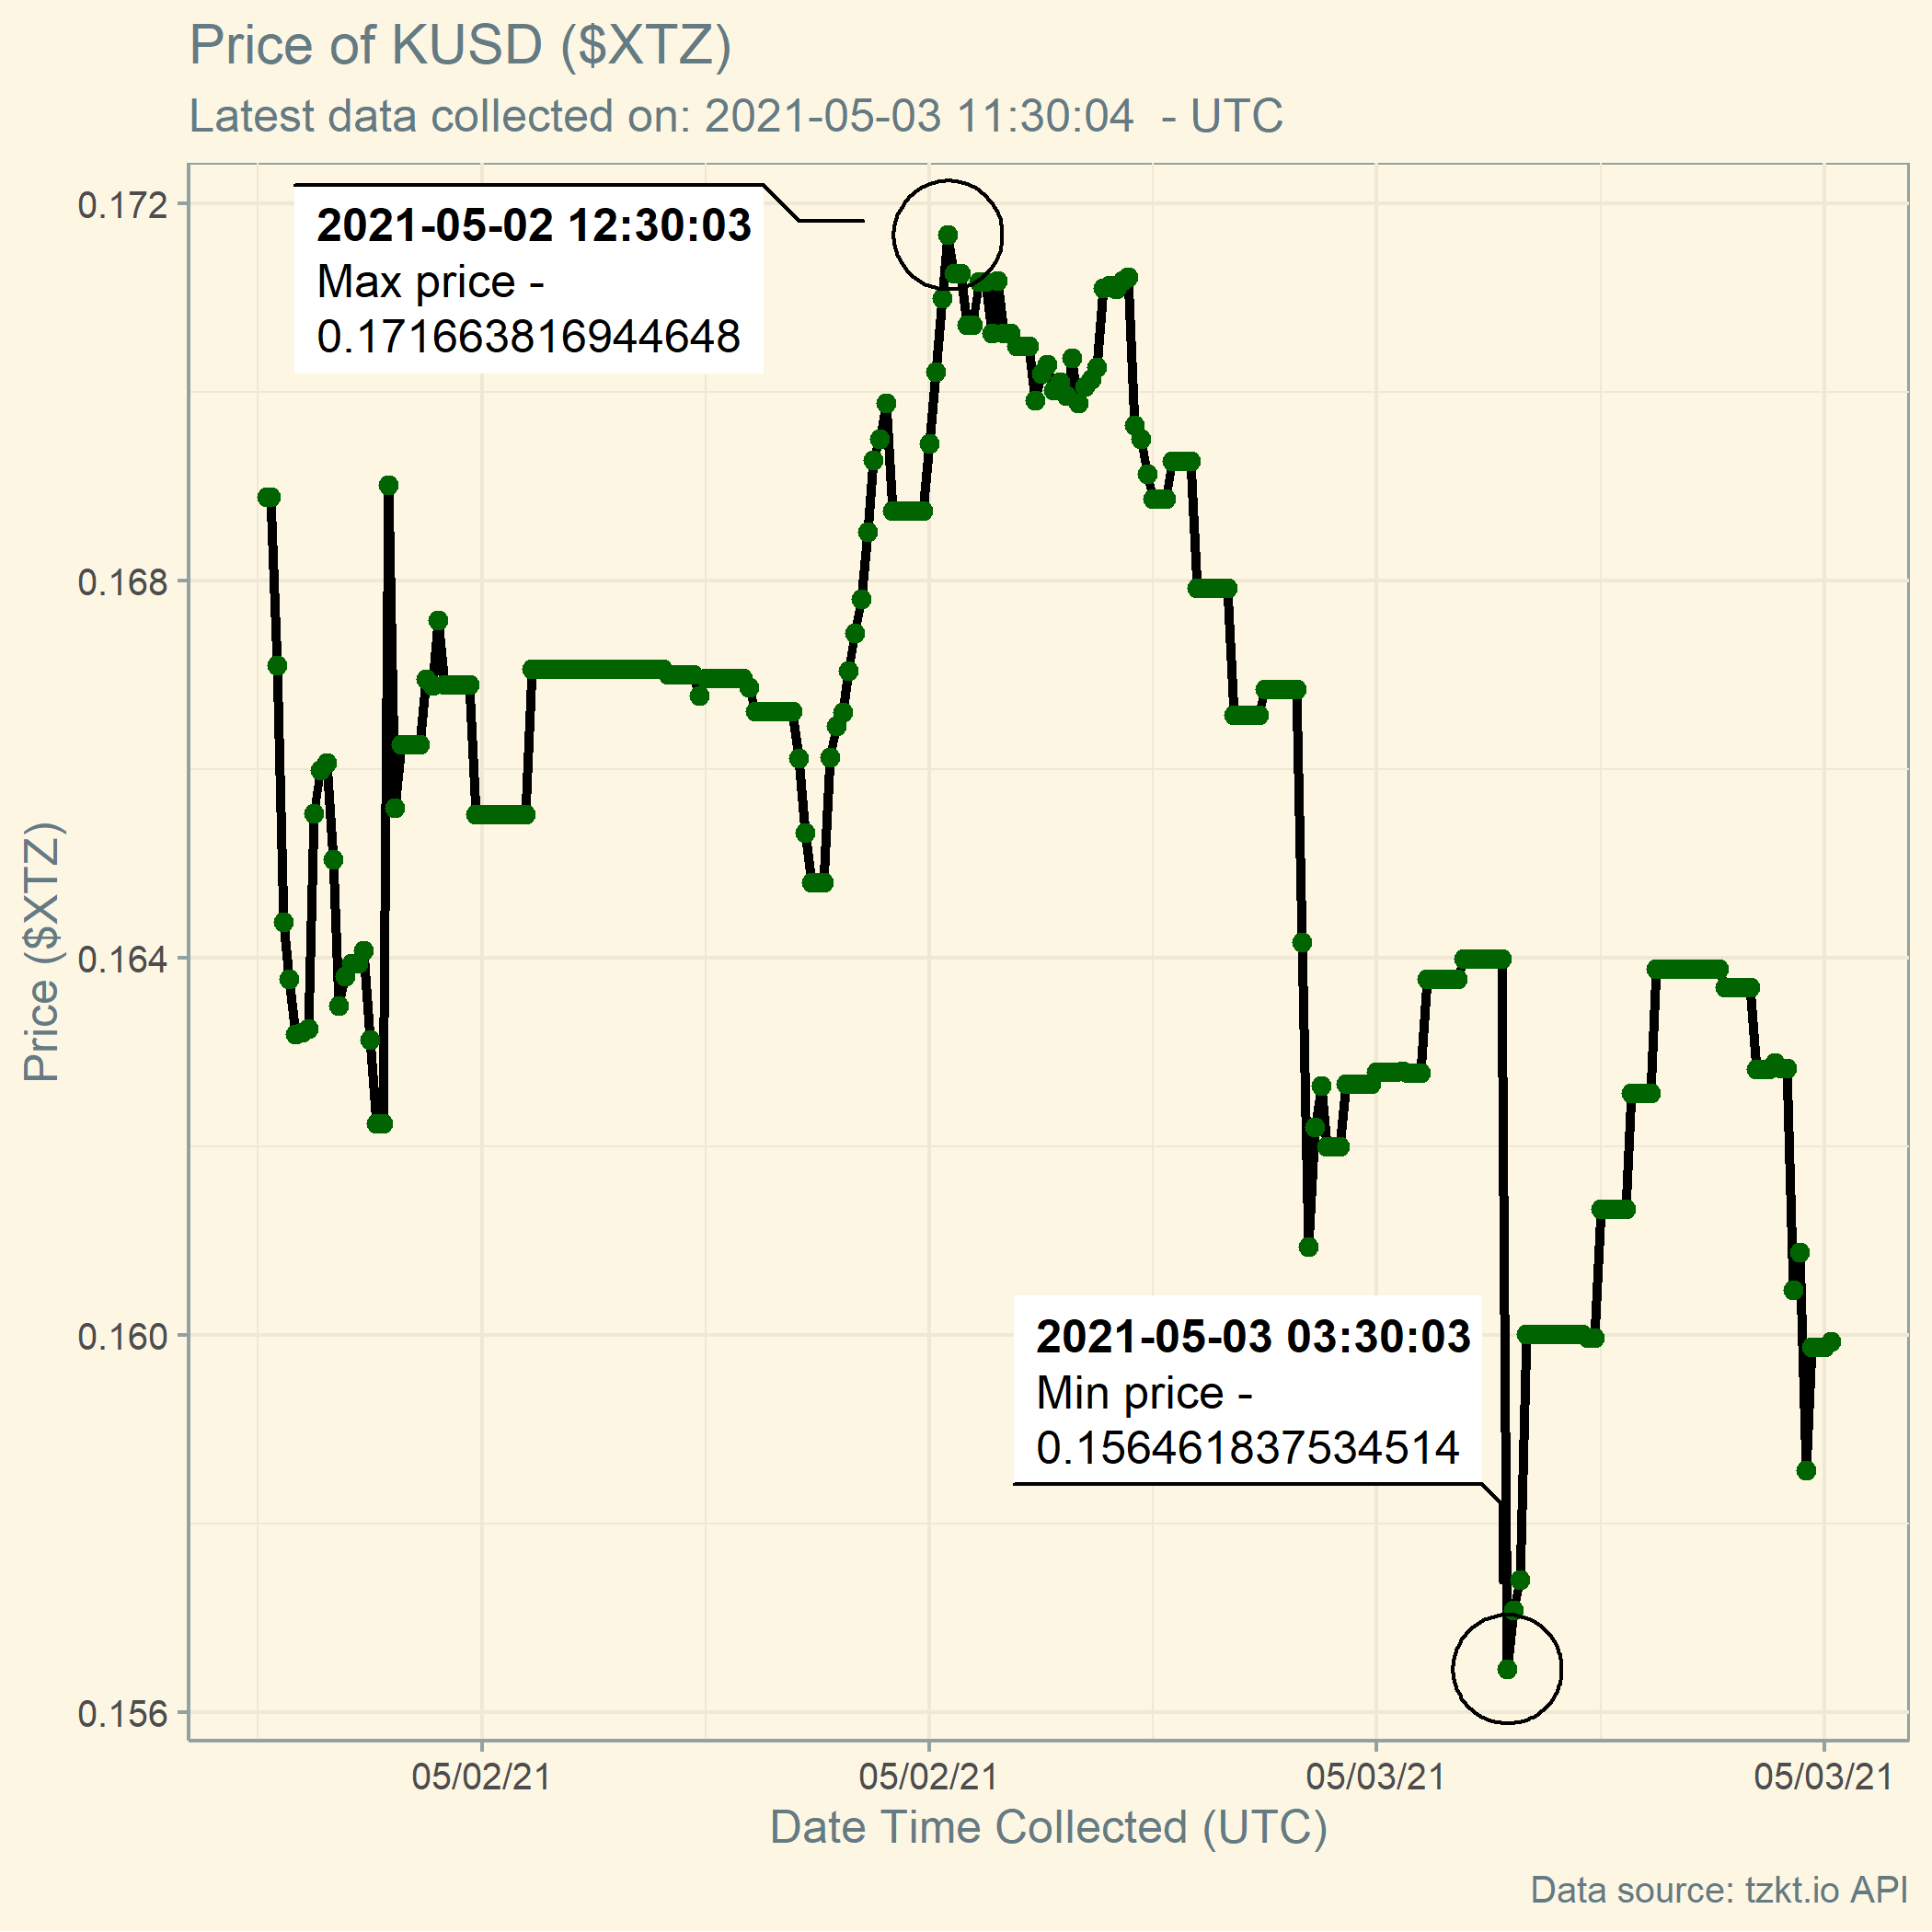 Price of KUSD ($XTZ)
Latest data collected on: 2021-05-03 11:30:04  - UTC
0.172
2021-05-02 12:30:03
Max price -
0.171663816944648
0.168
Price ($XTZ)
0.164
0.160
2021-05-03 03:30:03
Min price -
0.156461837534514
0.156
05/02/21 05/02/21 05/03/21 05/03/21
Date Time Collected (UTC)
Data source: tzkt.io API